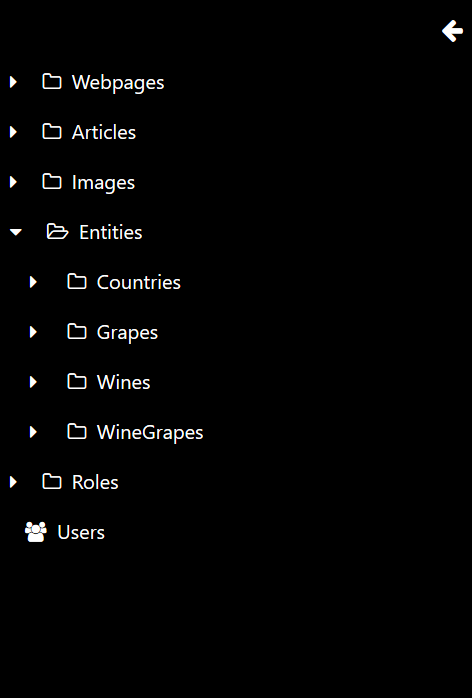 Webpages
Articles
Images
Entities
Countries
Grapes
Wines
WineGrapes
Roles
Users